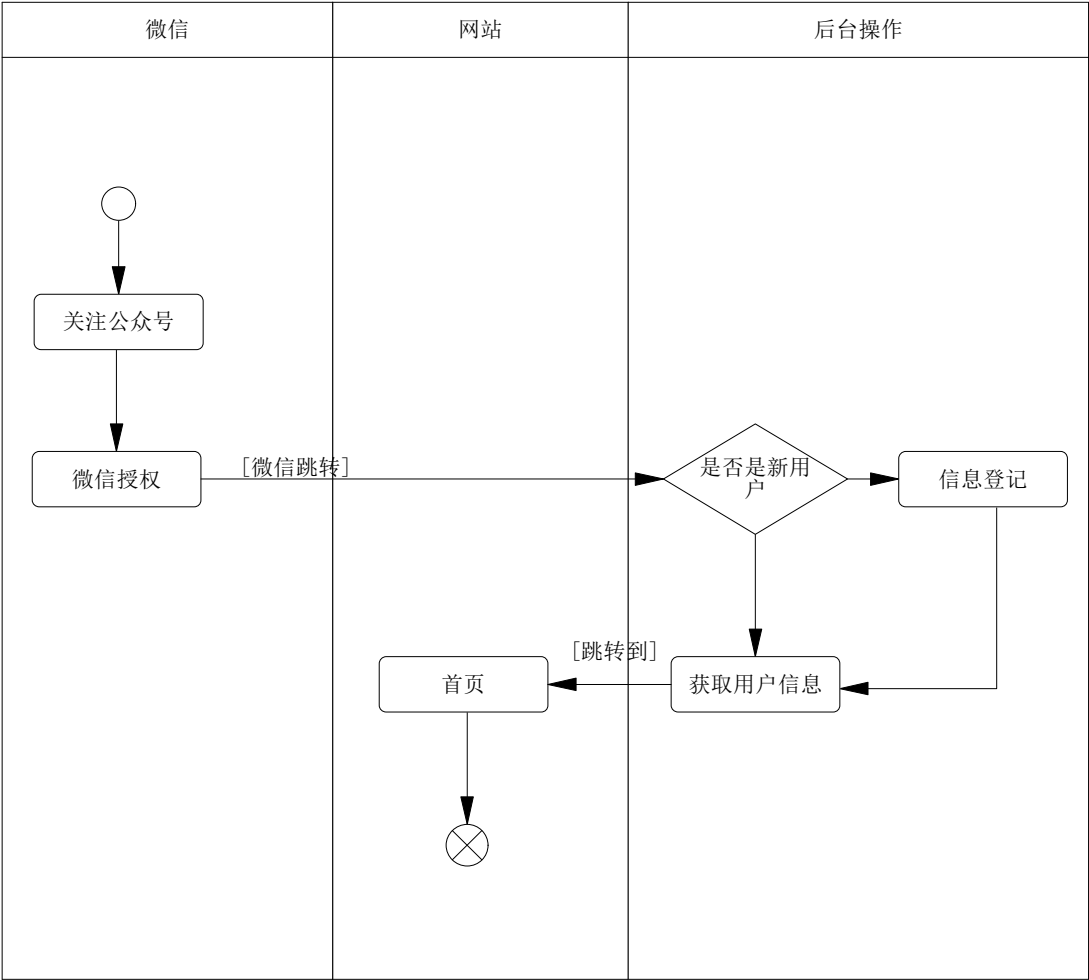 微信
网站
后台操作
关注公众号
微信授权
[微信跳转]
是否是新用
户
信息登记
[跳转到]
首页
获取用户信息